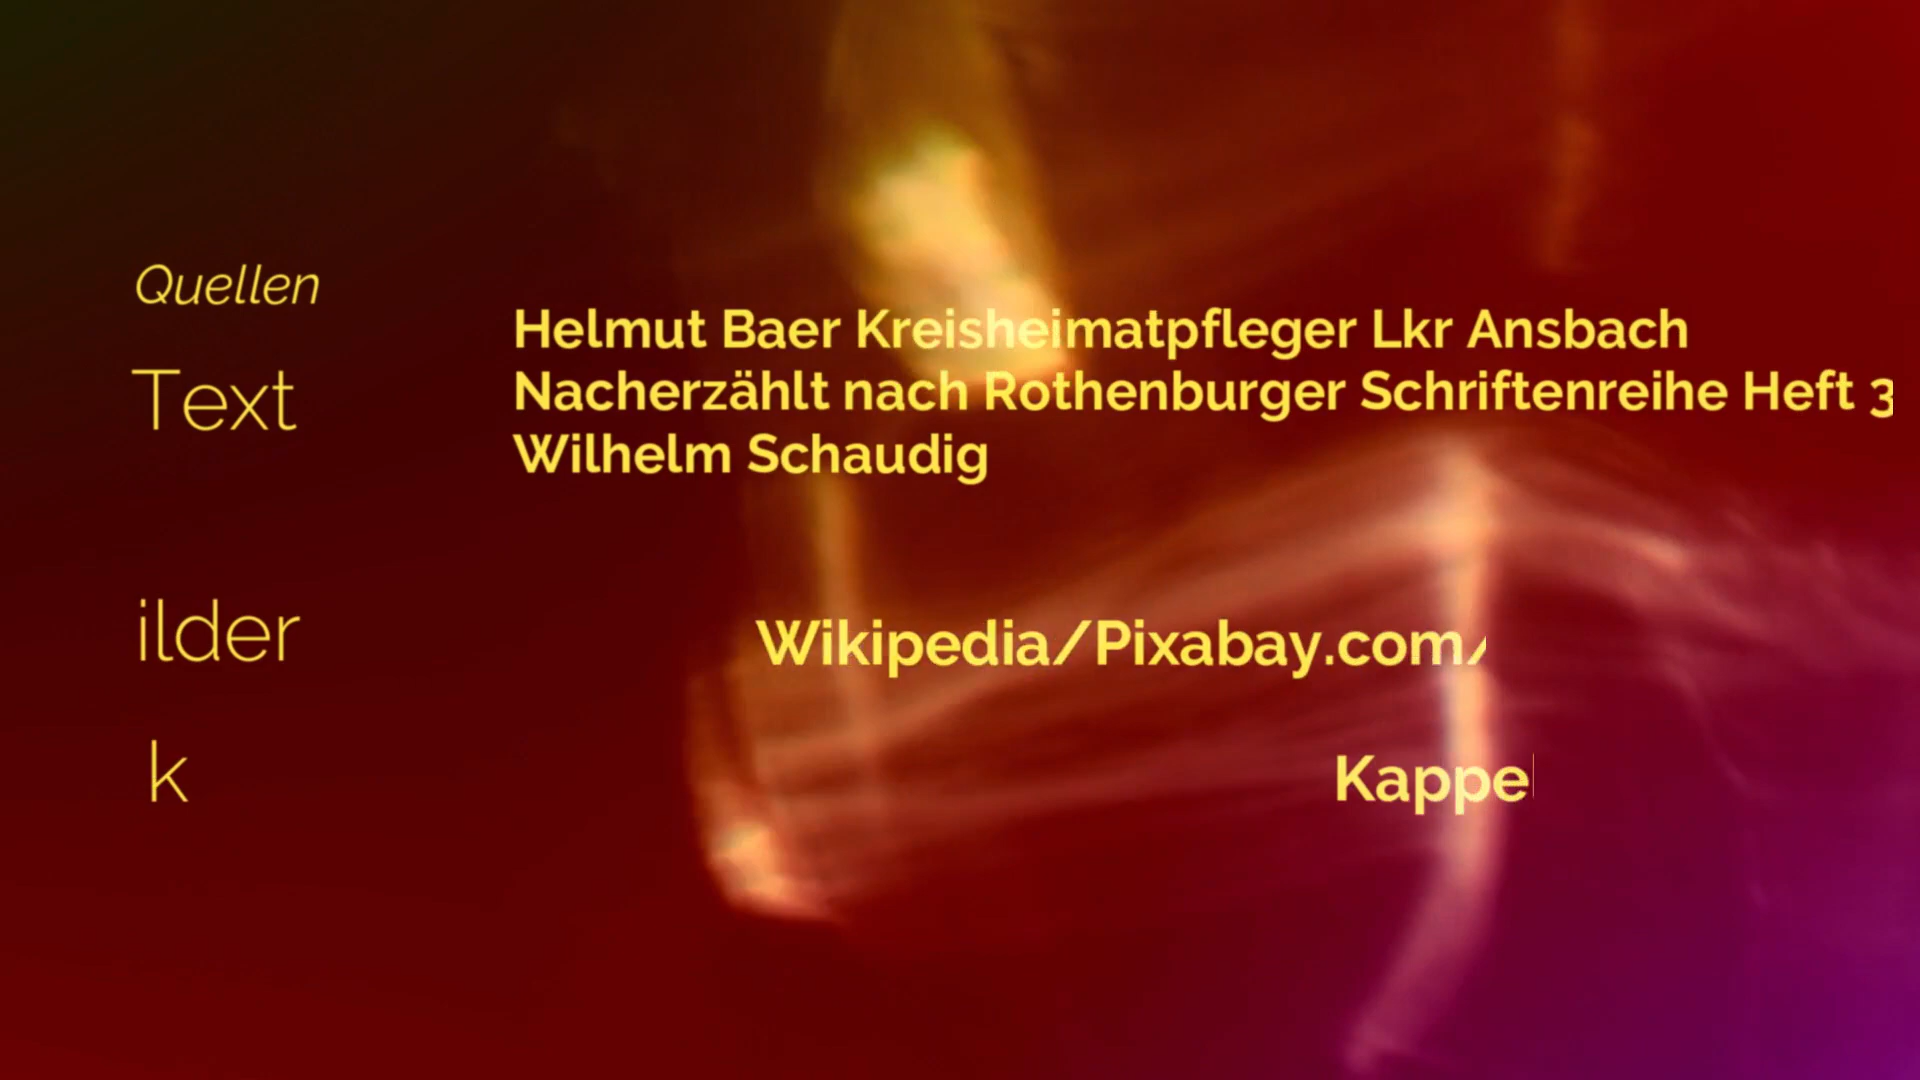 Quellen
Helmut Baer Kreisheimatpfleger Lkr Ansbach
Text
Nacherzählt nach Rothenburger Schriftenreihe Heft 3
Wilhelm Schaudig
ilder
Wikipedia/Pixabay.com/
k
Kappe